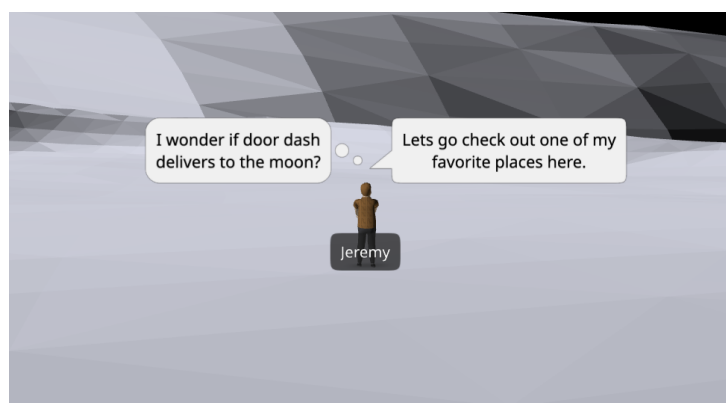 I wonder if door dash
delivers to the moon?
Lets go check out one of my
favorite places here.
Jeremy